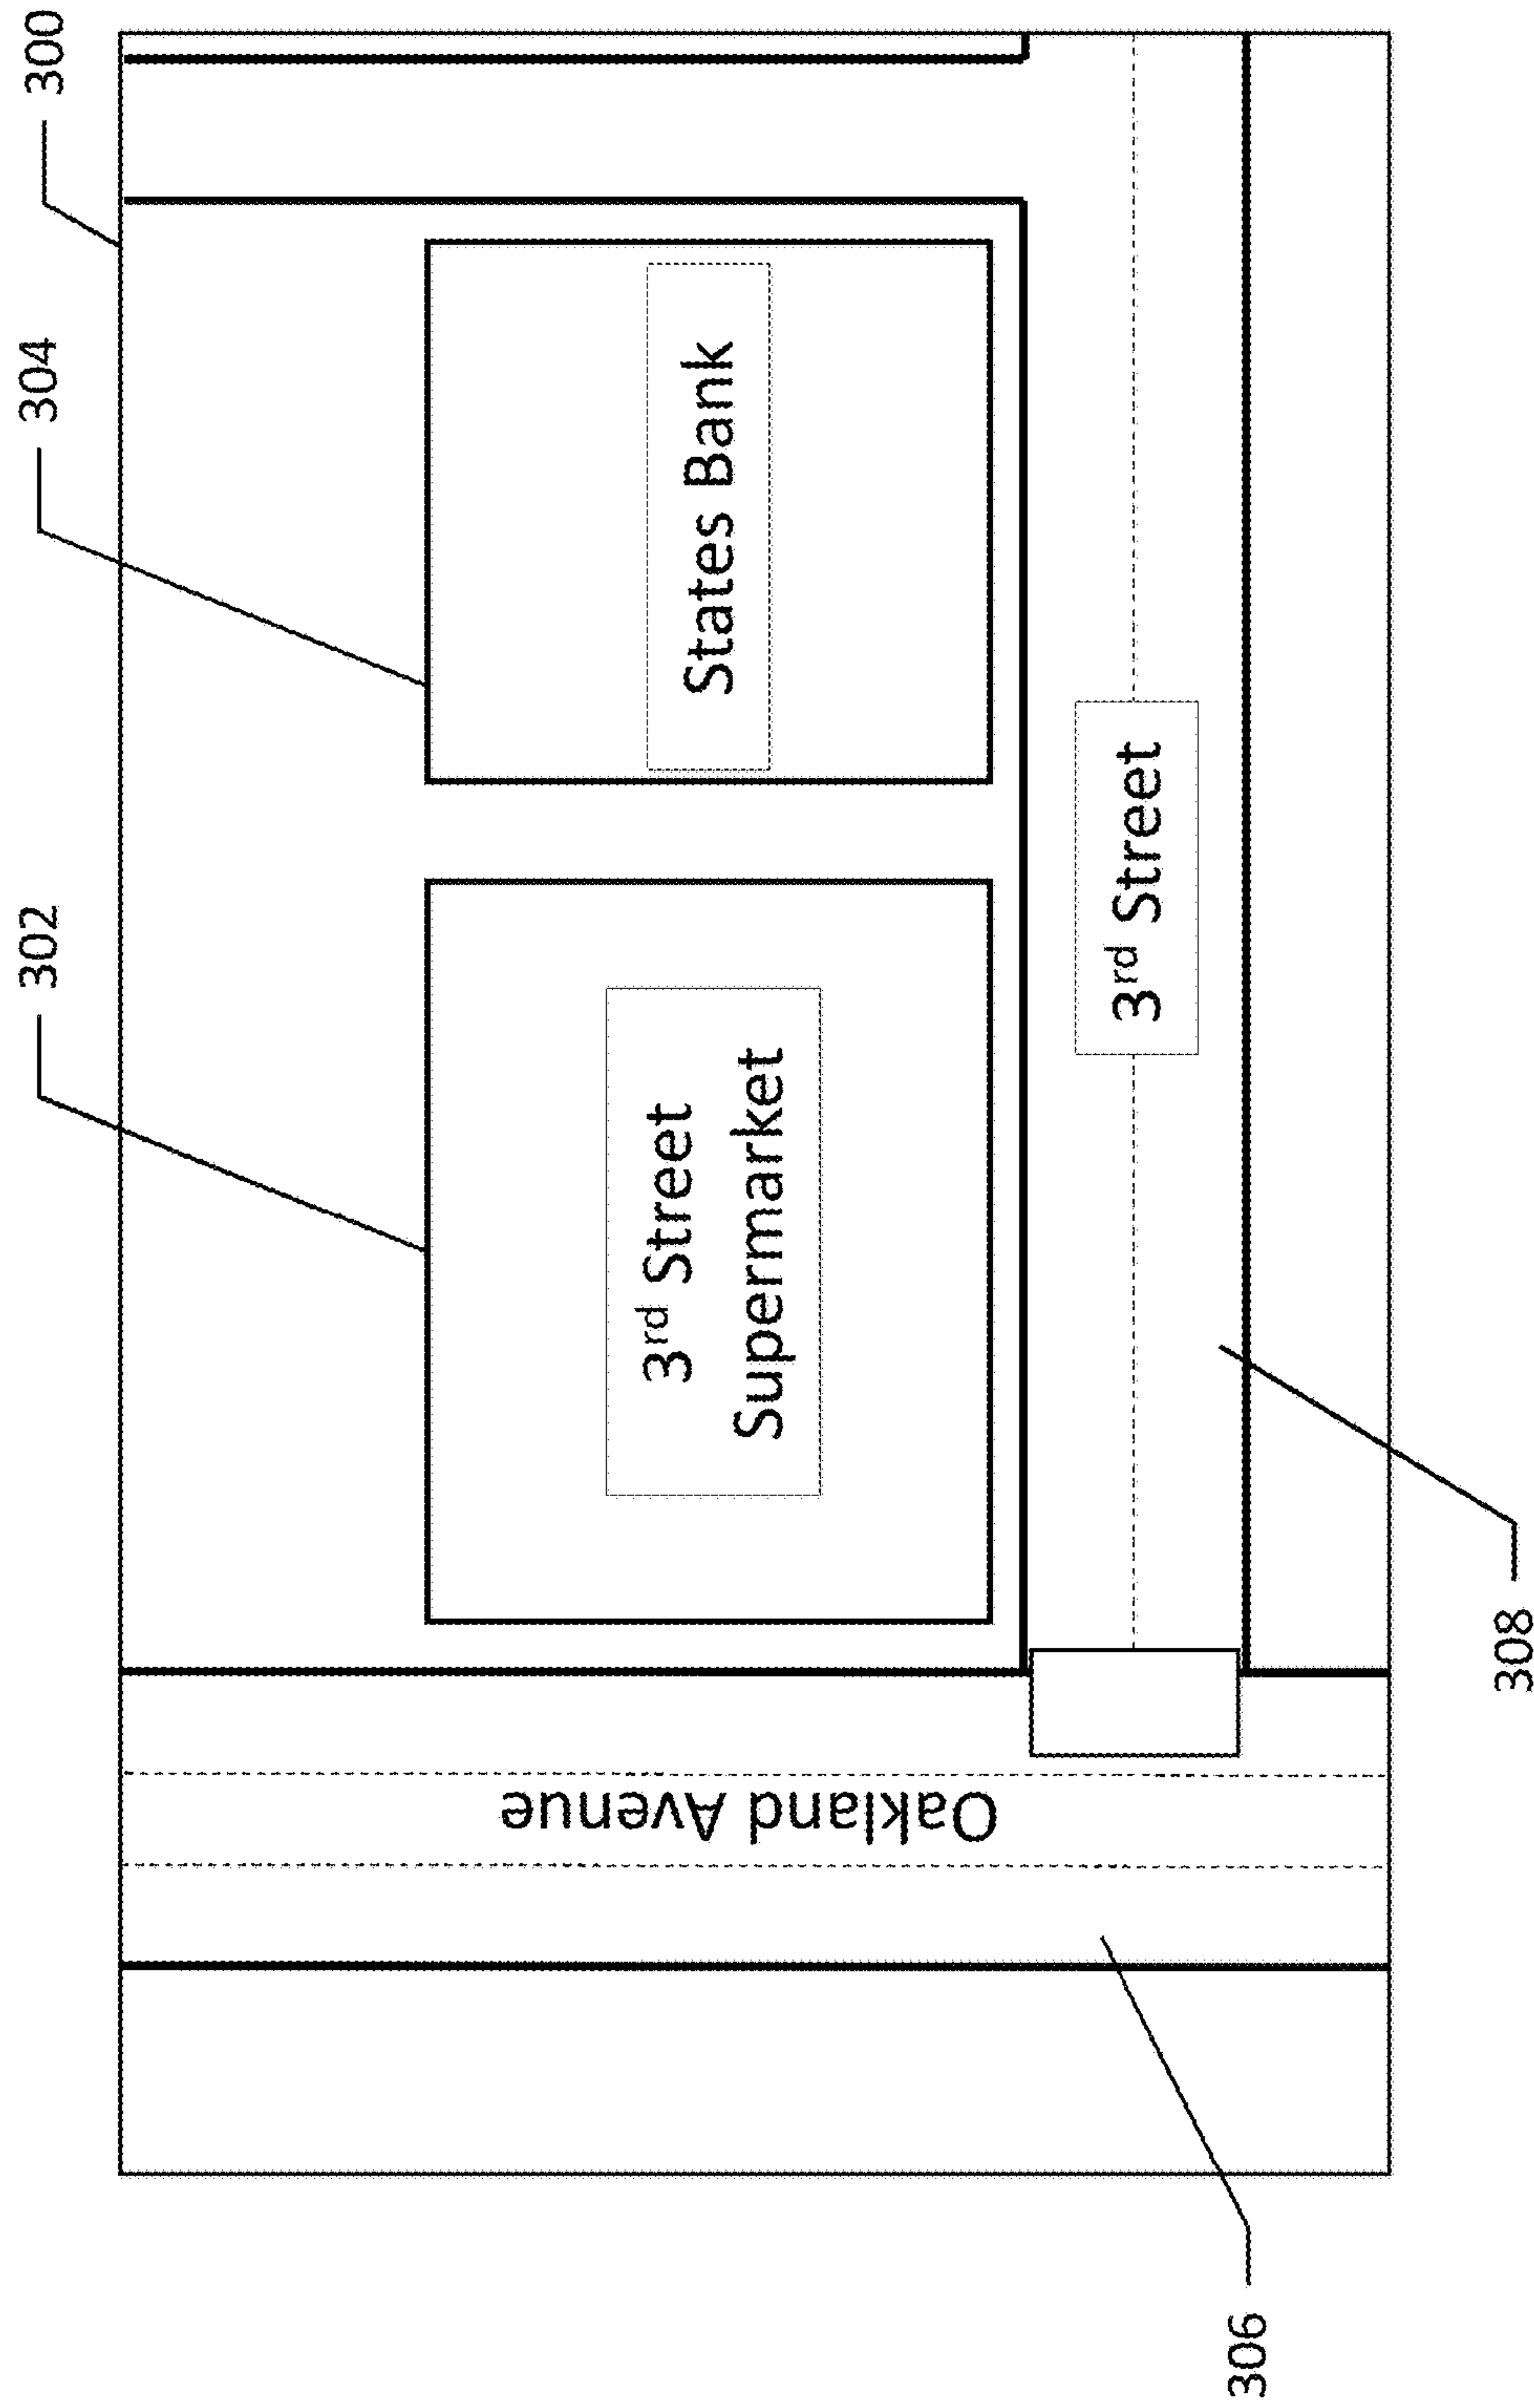 300
304
302
States Bank
3rd Street
Supermarket
3rd Street
Oakland Avenue
308
306